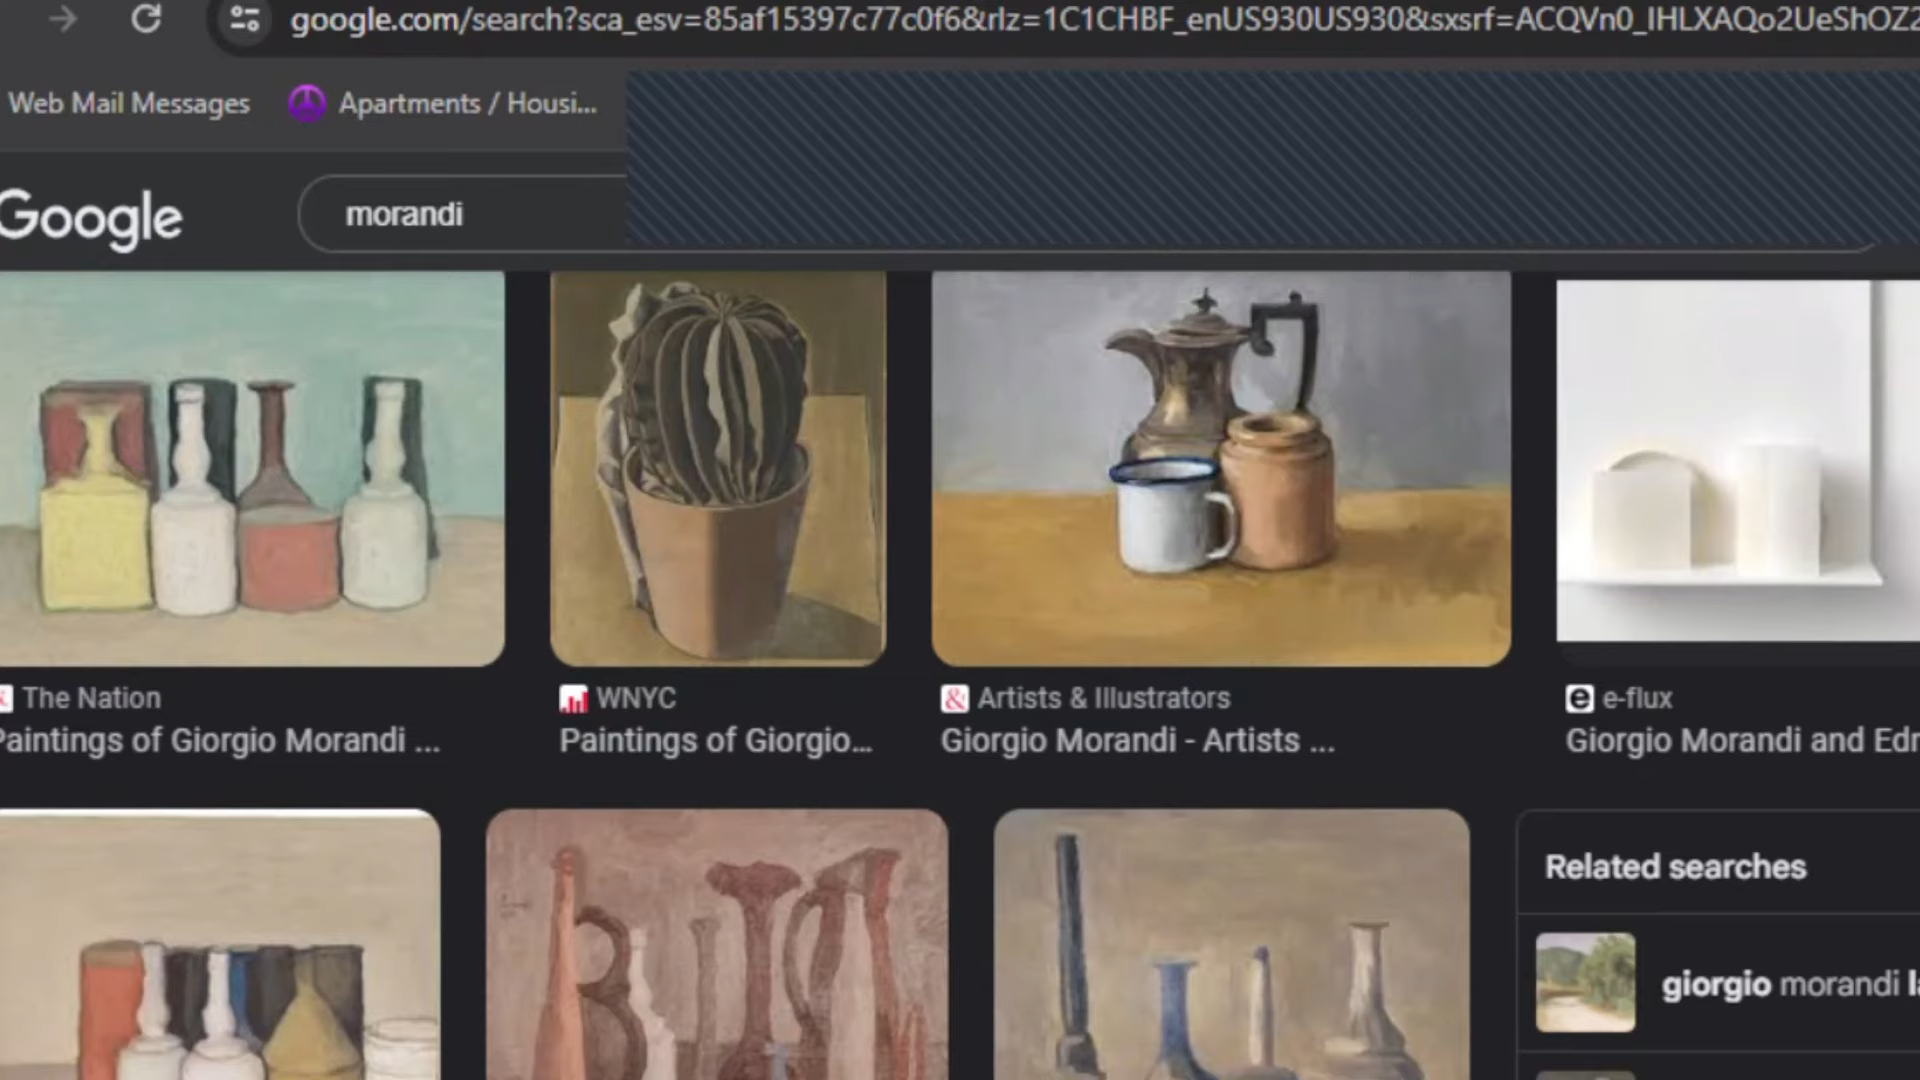 google.com/search?sca_esv=85af15397c77c0f6&rlz=1C1CHBF_enUS930US930&sxsrf=ACQVn0_IHLXAQo2UeShOZ2
Web Mail Messages
Apartments / Housi...
Google
morandi
The Nation
WNYC
Artists & Illustrators
e-flux
Paintings of Giorgio Morandi ...
Paintings of Giorgio...
Giorgio Morandi - Artists ...
Giorgio Morandi and Edm
Related searches
giorgio morandi la